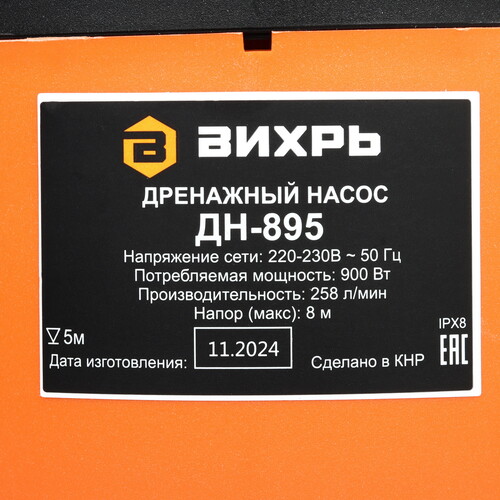 ВИХРЬ
ДРЕНАЖНЫЙ НАСОС
ДН-895
Напряжение сети: 220-230В ~ 50 Гц
Потребляемая мощность: 900 Вт
Производительность: 258 л/мин
Напор (макс): 8 м
5м
IPX8
Дата изготовления: 11.2024 Сделано в КНР EAC